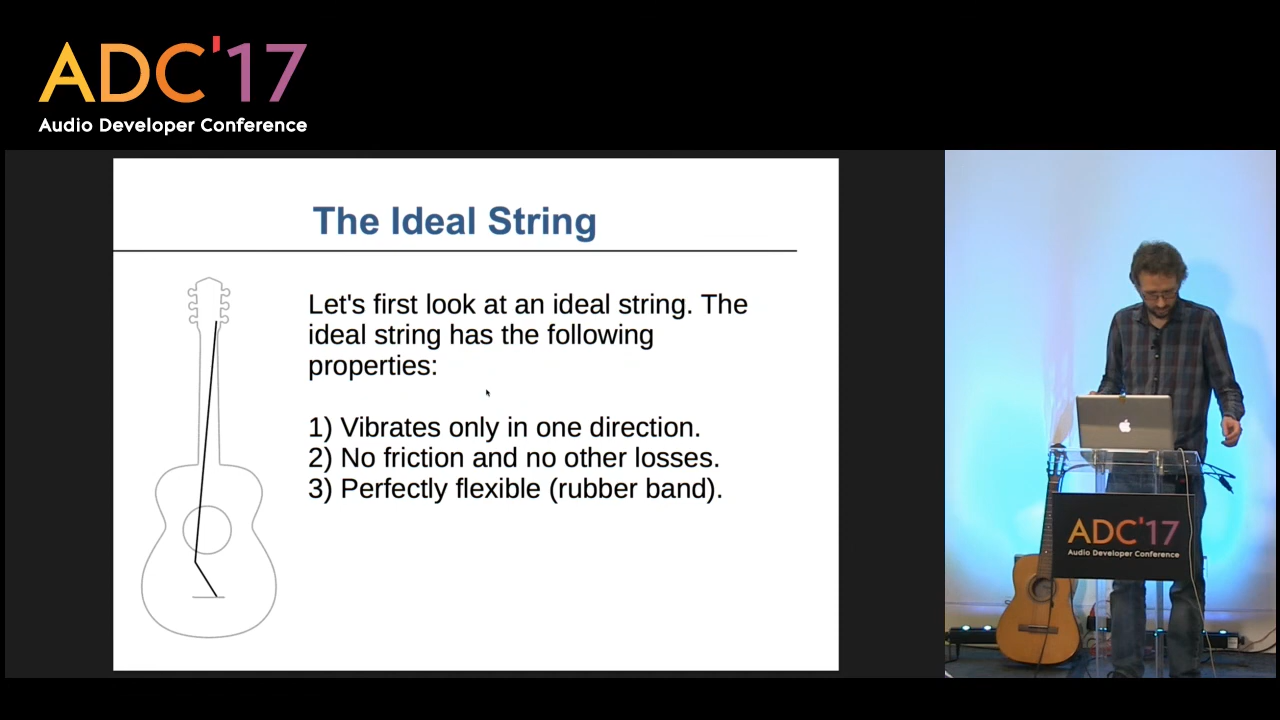 ADC'17
Audio Developer Conference
The Ideal String
Let's first look at an ideal string. The
ideal string has the following
properties:
1) Vibrates only in one direction.
2) No friction and no other losses.
3) Perfectly flexible (rubber band).
ADC'17
Audio Developer Conference